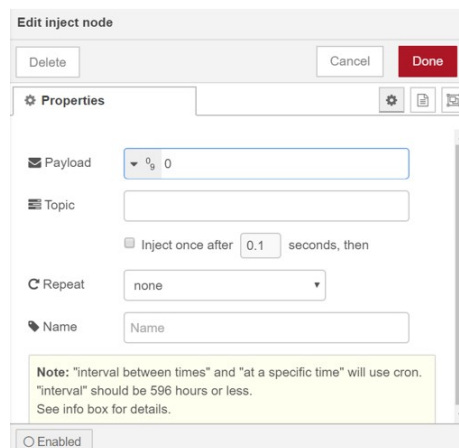 Edit inject node
Delete Cancel Done
Properties
Payload 0 9 0
Topic
Inject once after 0.1 seconds, then
Repeat none
Name Name
Note: "interval between times" and "at a specific time" will use cron.
"interval" should be 596 hours or less.
See info box for details.
Enabled